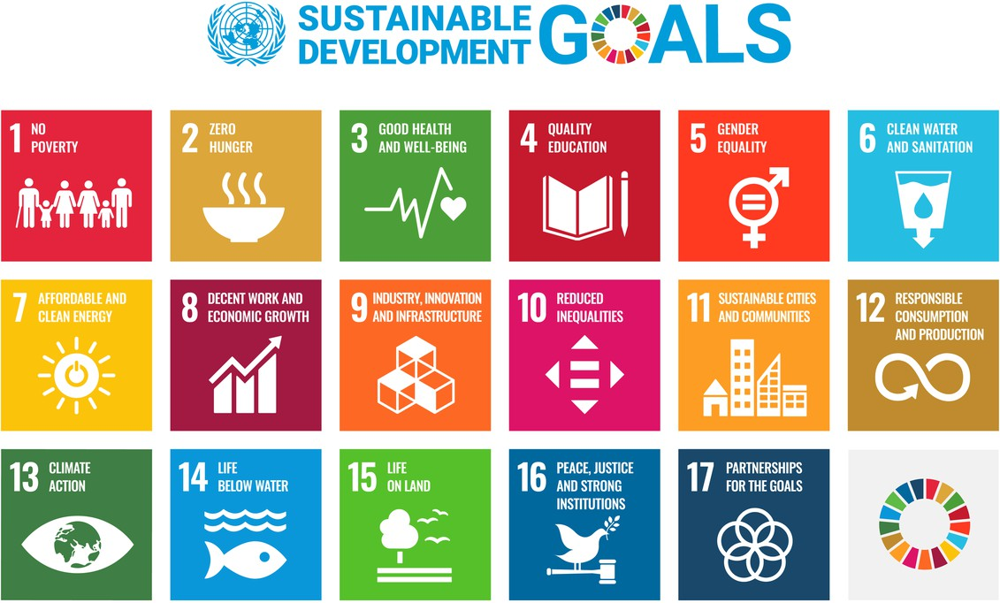 SUSTAINABLE
DEVELOPMENT
GOALS
1 NO
POVERTY
2 ZERO
HUNGER
3 GOOD HEALTH
AND WELL-BEING
4 QUALITY
EDUCATION
5 GENDER
EQUALITY
6 CLEAN WATER
AND SANITATION
7 AFFORDABLE AND
CLEAN ENERGY
8 DECENT WORK AND
ECONOMIC GROWTH
9 INDUSTRY, INNOVATION
AND INFRASTRUCTURE
10 REDUCED
INEQUALITIES
11 SUSTAINABLE CITIES
AND COMMUNITIES
12 RESPONSIBLE
CONSUMPTION
AND PRODUCTION
13 CLIMATE
ACTION
14 LIFE
BELOW WATER
15 LIFE
ON LAND
16 PEACE, JUSTICE
AND STRONG
INSTITUTIONS
17 PARTNERSHIPS
FOR THE GOALS